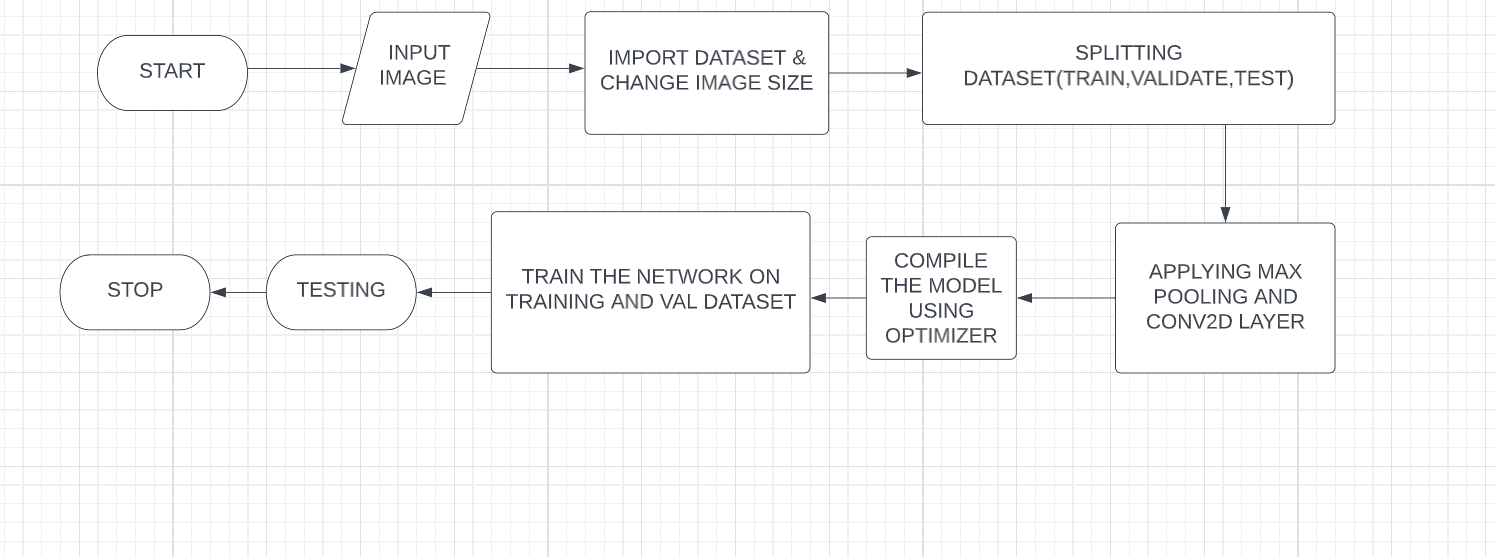 START
INPUT
IMAGE
IMPORT DATASET &
CHANGE IMAGE SIZE
SPLITTING
DATASET(TRAIN,VALIDATE,TEST)
APPLYING MAX
POOLING AND
CONV2D LAYER
COMPILE
THE MODEL
USING
OPTIMIZER
TRAIN THE NETWORK ON
TRAINING AND VAL DATASET
TESTING
STOP